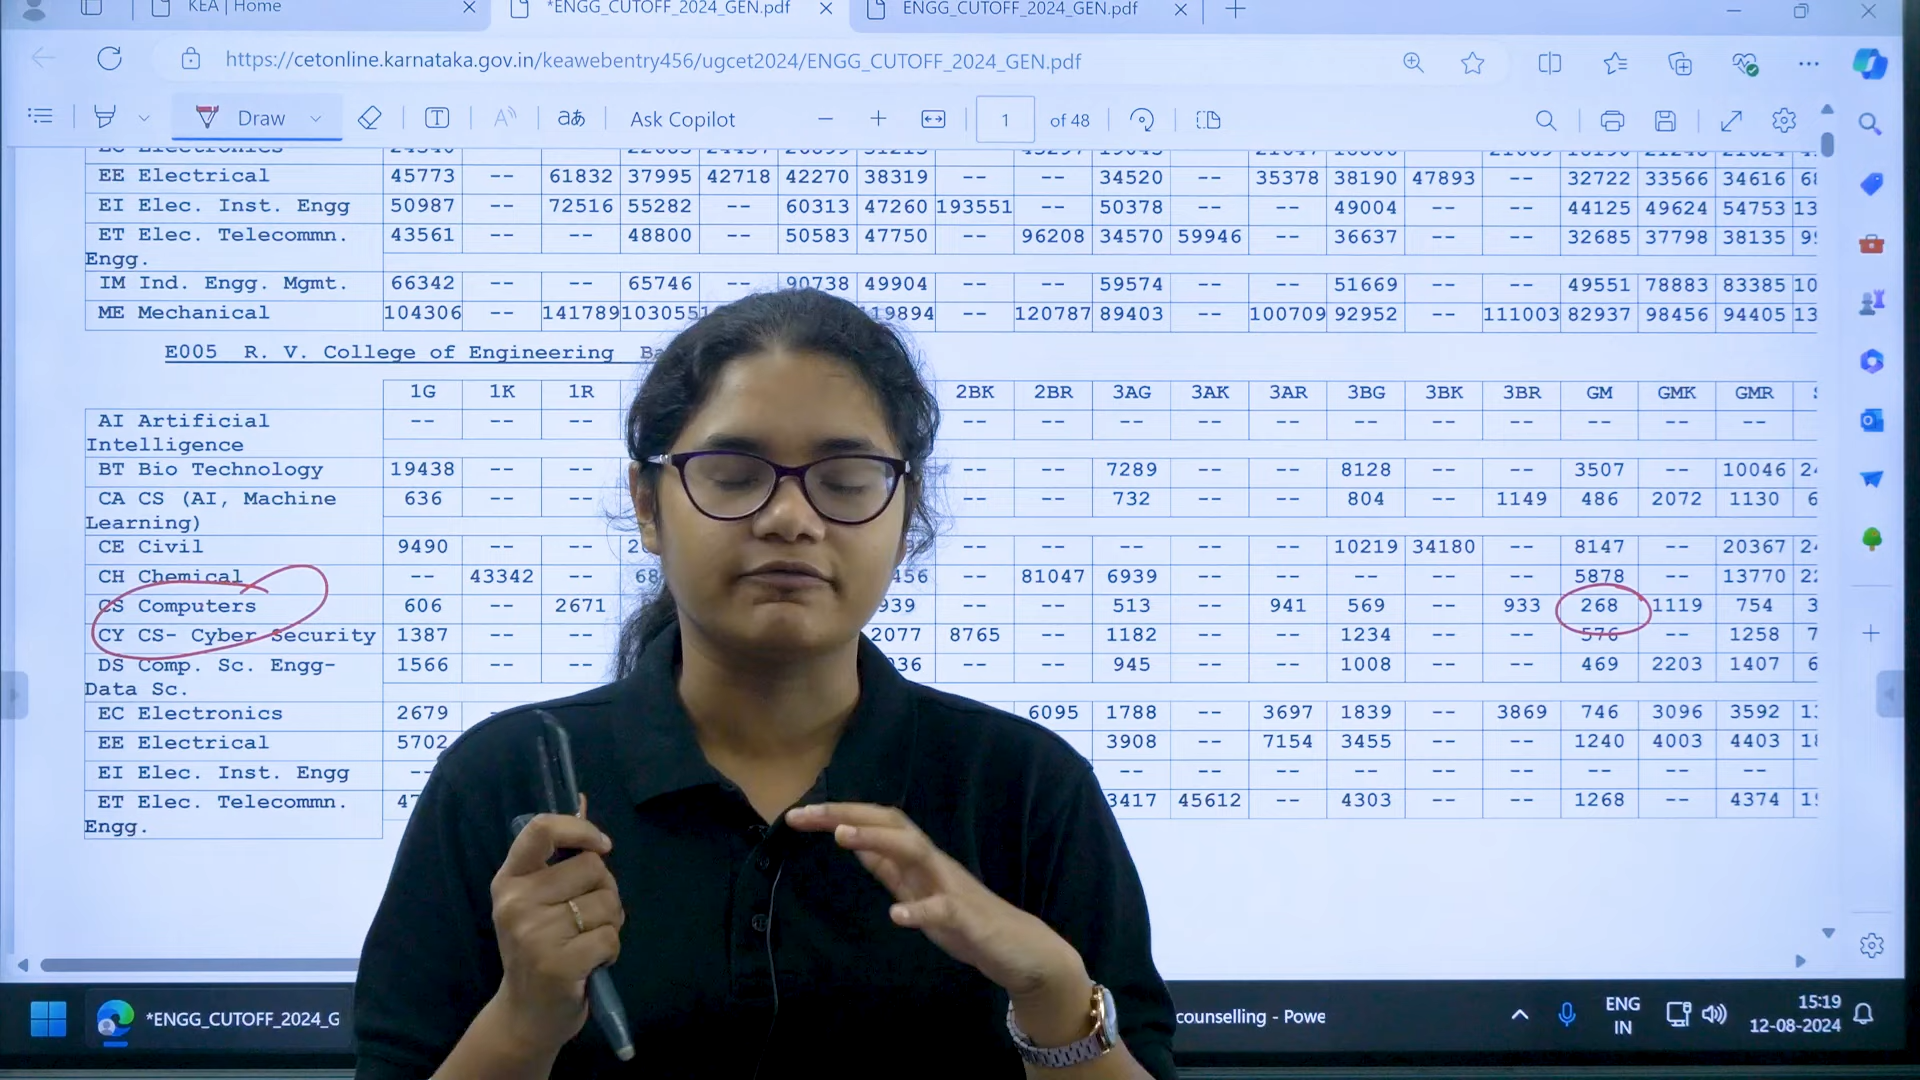 KEA | Home
*ENGG_CUTOFF_2024_GEN.pdf
ENGG_CUTOFF_2024_GEN.pdf
https://cetonline.karnataka.gov.in/keawebentry456/ugcet2024/ENGG_CUTOFF_2024_GEN.pdf
Draw
T
aあ
Ask Copilot
1 of 48
EC Electronics
EE Electrical 45773 -- 61832 37995 42718 42270 38319 -- -- 34520 -- 35378 38190 47893 -- 32722 33566 34616
EI Elec. Inst. Engg 50987 -- 72516 55282 -- 60313 47260 193551 -- 50378 -- -- 49004 -- -- 44125 49624 54753 13
ET Elec. Telecommn. 43561 -- -- 48800 -- 50583 47750 -- 96208 34570 59946 -- 36637 -- -- 32685 37798 38135
Engg.
IM Ind. Engg. Mgmt. 66342 -- -- 65746 -- 90738 49904 -- -- 59574 -- -- 51669 -- -- 49551 78883 83385 10
ME Mechanical 104306 -- 141789 103055 -- 120787 89403 -- 100709 92952 -- 111003 82937 98456 94405 13
E005 R. V. College of Engineering
1G 1K 1R 2BK 2BR 3AG 3AK 3AR 3BG 3BK 3BR GM GMK GMR
AI Artificial -- -- -- -- -- -- -- -- -- -- -- -- -- --
Intelligence
BT Bio Technology 19438 -- -- -- -- 7289 -- -- 8128 -- -- 3507 -- 10046
CA CS (AI, Machine 636 -- -- -- -- 732 -- -- 804 -- 1149 486 2072 1130
Learning)
CE Civil 9490 -- -- -- -- -- -- -- 10219 34180 -- 8147 -- 20367
CH Chemical -- 43342 -- -- 81047 6939 -- -- -- -- -- 5878 -- 13770
CS Computers 606 -- 2671 -- -- 513 -- 941 569 -- 933 268 1119 754
CY CS- Cyber Security 1387 -- -- 2077 8765 -- 1182 -- -- 1234 -- -- 576 -- 1258
DS Comp. Sc. Engg- 1566 -- -- -- -- 945 -- -- 1008 -- -- 469 2203 1407
Data Sc.
EC Electronics 2679 6095 1788 -- 3697 1839 -- 3869 746 3096 3592
EE Electrical 5702 3908 -- 7154 3455 -- -- 1240 4003 4403
EI Elec. Inst. Engg -- -- -- -- -- -- -- -- -- --
ET Elec. Telecommn. 3417 45612 -- 4303 -- -- 1268 -- 4374
Engg.
*ENGG_CUTOFF_2024_G
counselling - Powe
ENG
IN
15:19
12-08-2024